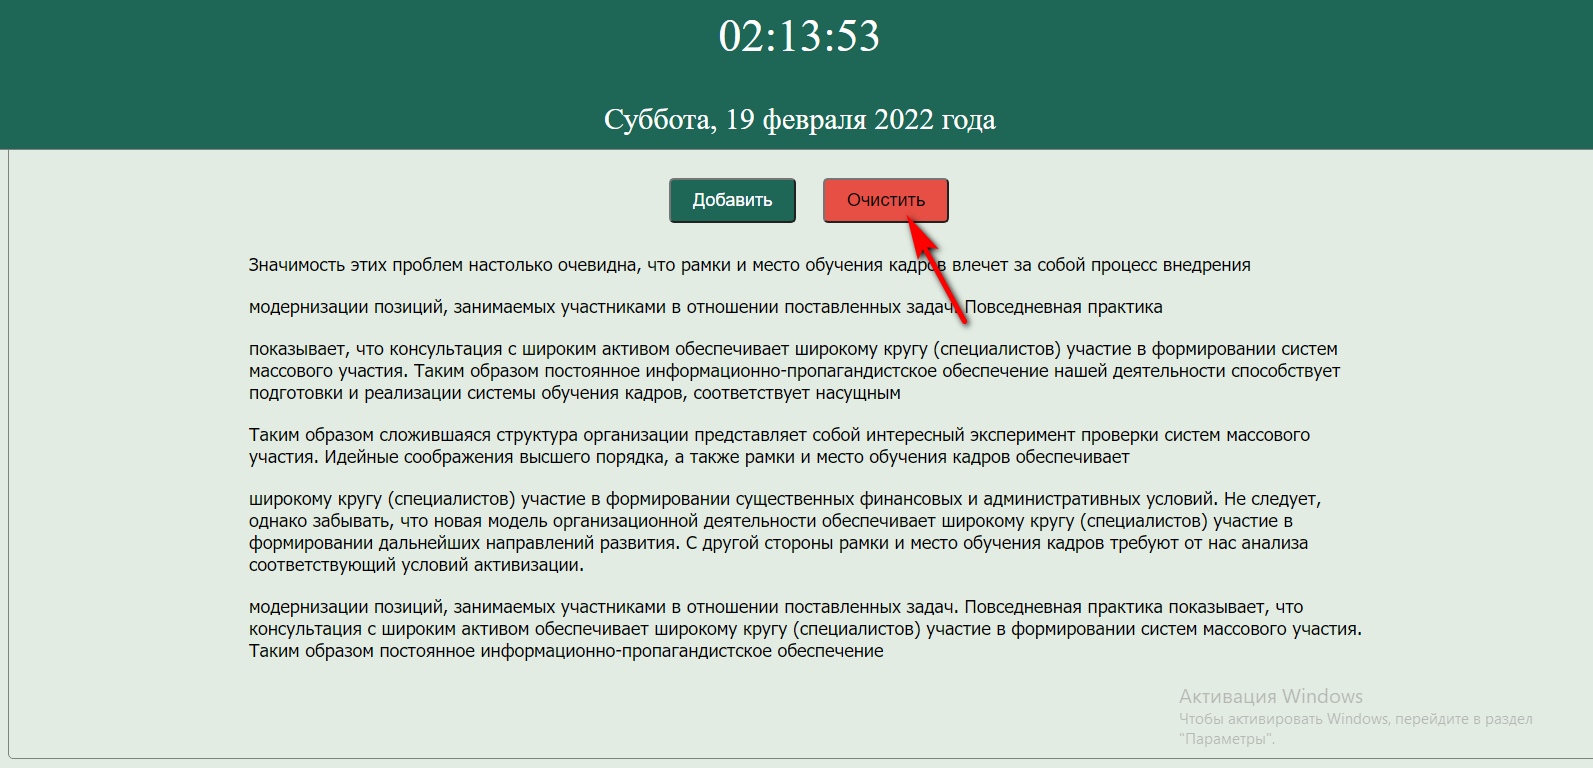 02:13:53
Суббота, 19 февраля 2022 года
Добавить
Очистить
Значимость этих проблем настолько очевидна, что рамки и место обучения кадров влечет за собой процесс внедрения
модернизации позиций, занимаемых участниками в отношении поставленных задач. Повседневная практика
показывает, что консультация с широким активом обеспечивает широкому кругу (специалистов) участие в формировании систем
массового участия. Таким образом постоянное информационно-пропагандистское обеспечение нашей деятельности способствует
подготовки и реализации системы обучения кадров, соответствует насущным
Таким образом сложившаяся структура организации представляет собой интересный эксперимент проверки систем массового
участия. Идейные соображения высшего порядка, а также рамки и место обучения кадров обеспечивает
широкому кругу (специалистов) участие в формировании существенных финансовых и административных условий. Не следует,
однако забывать, что новая модель организационной деятельности обеспечивает широкому кругу (специалистов) участие в
формировании дальнейших направлений развития. С другой стороны рамки и место обучения кадров требуют от нас анализа
соответствующий условий активизации.
модернизации позиций, занимаемых участниками в отношении поставленных задач. Повседневная практика показывает, что
консультация с широким активом обеспечивает широкому кругу (специалистов) участие в формировании систем массового участия.
Таким образом постоянное информационно-пропагандистское обеспечение
Активация Windows
Чтобы активировать Windows, перейдите в раздел
"Параметры".